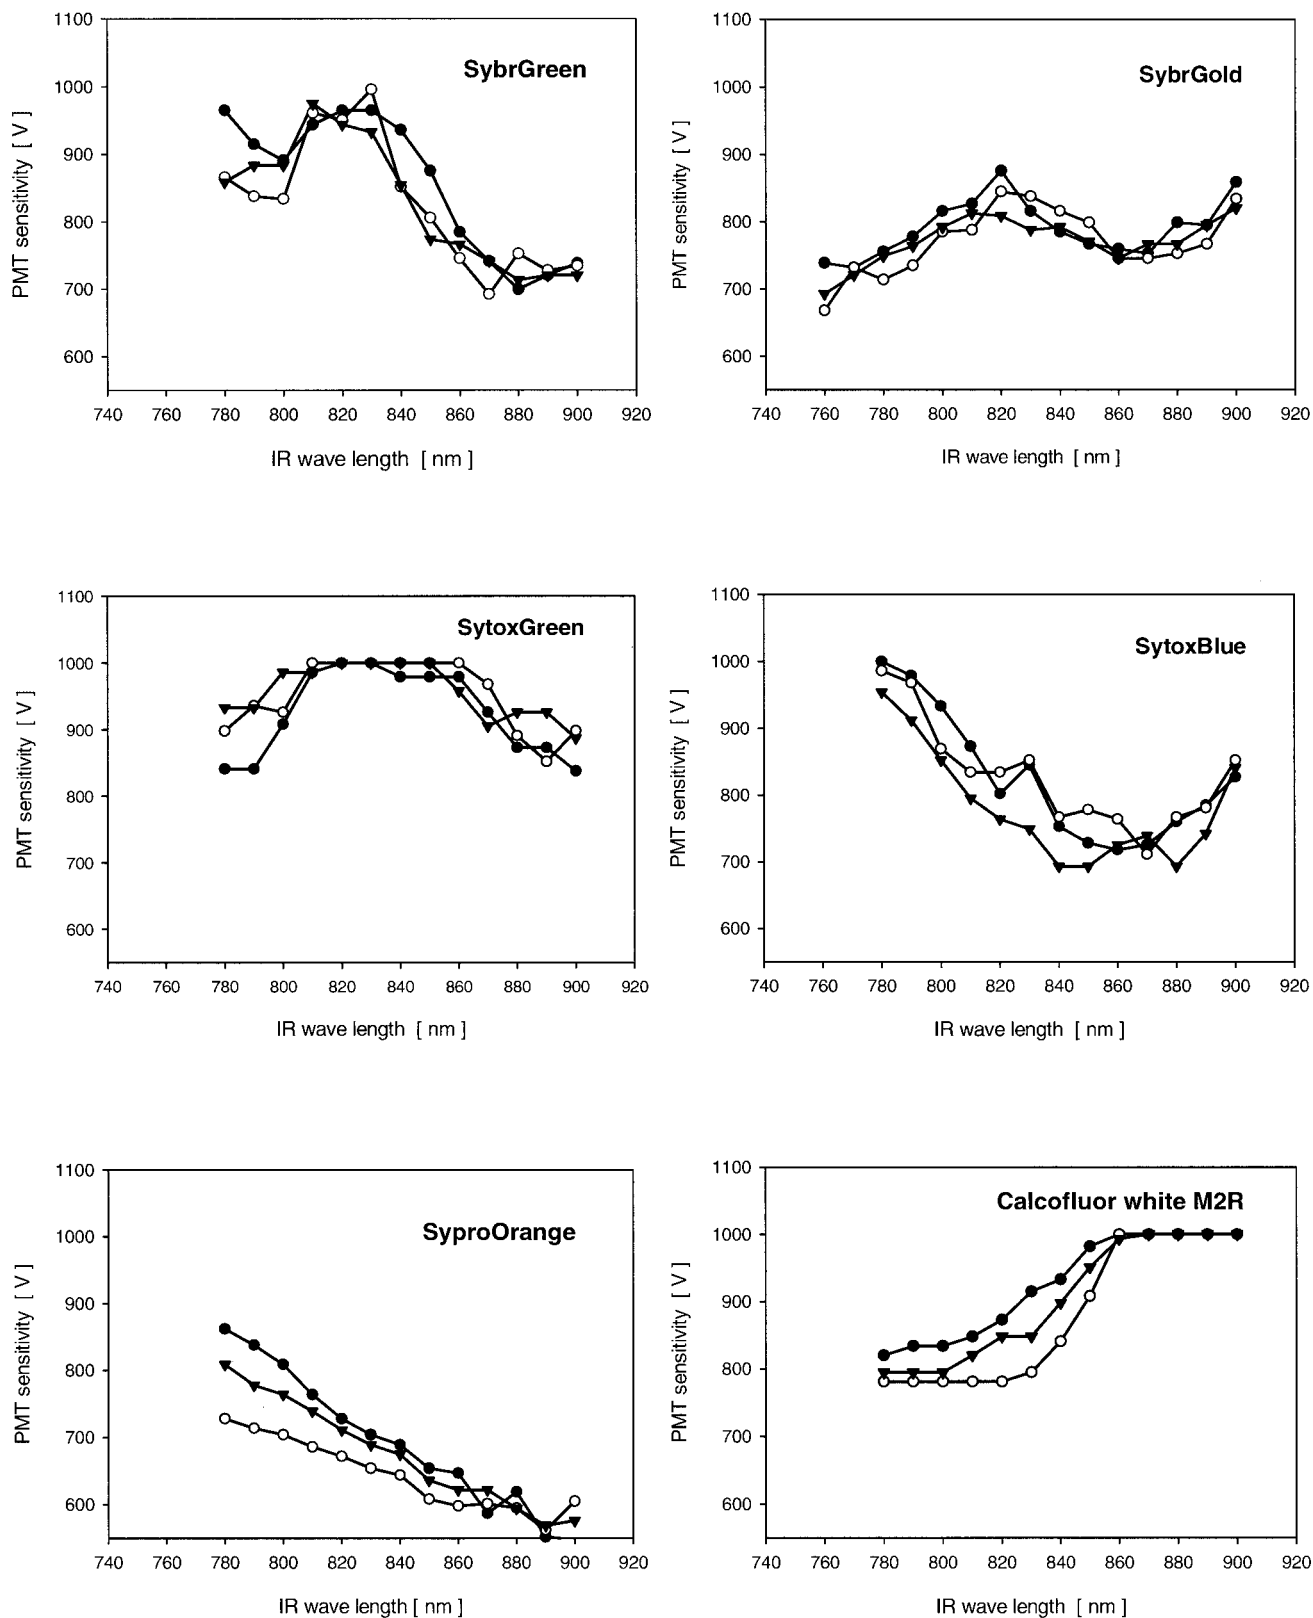 SybrGreen
PMT sensitivity [ V ]
1100
1000
900
800
700
600
740 760 780 800 820 840 860 880 900 920
IR wave length [ nm ]
SybrGold
PMT sensitivity [ V ]
1100
1000
900
800
700
600
740 760 780 800 820 840 860 880 900 920
IR wave length [ nm ]
SytoxGreen
PMT sensitivity [ V ]
1100
1000
900
800
700
600
740 760 780 800 820 840 860 880 900 920
IR wave length [ nm ]
SytoxBlue
PMT sensitivity [ V ]
1100
1000
900
800
700
600
740 760 780 800 820 840 860 880 900 920
IR wave length [ nm ]
SyproOrange
PMT sensitivity [ V ]
1100
1000
900
800
700
600
740 760 780 800 820 840 860 880 900 920
IR wave length [ nm ]
Calcofluor white M2R
PMT sensitivity [ V ]
1100
1000
900
800
700
600
740 760 780 800 820 840 860 880 900 920
IR wave length [ nm ]